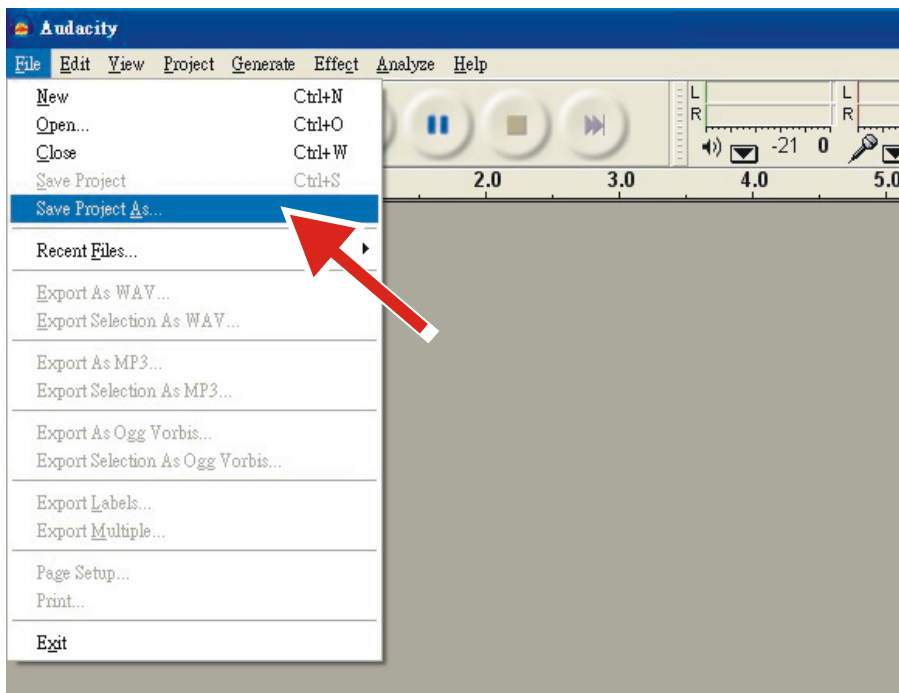 Audacity
File Edit View Project Generate Effect Analyze Help
New Ctrl+N
Open... Ctrl+O
Close Ctrl+W
Save Project Ctrl+S
Save Project As...
Recent Files...
Export As WAV...
Export Selection As WAV...
Export As MP3...
Export Selection As MP3...
Export As Ogg Vorbis...
Export Selection As Ogg Vorbis...
Export Labels...
Export Multiple...
Page Setup...
Print...
Exit
L L
R R
-21 0
2.0 3.0 4.0 5.0